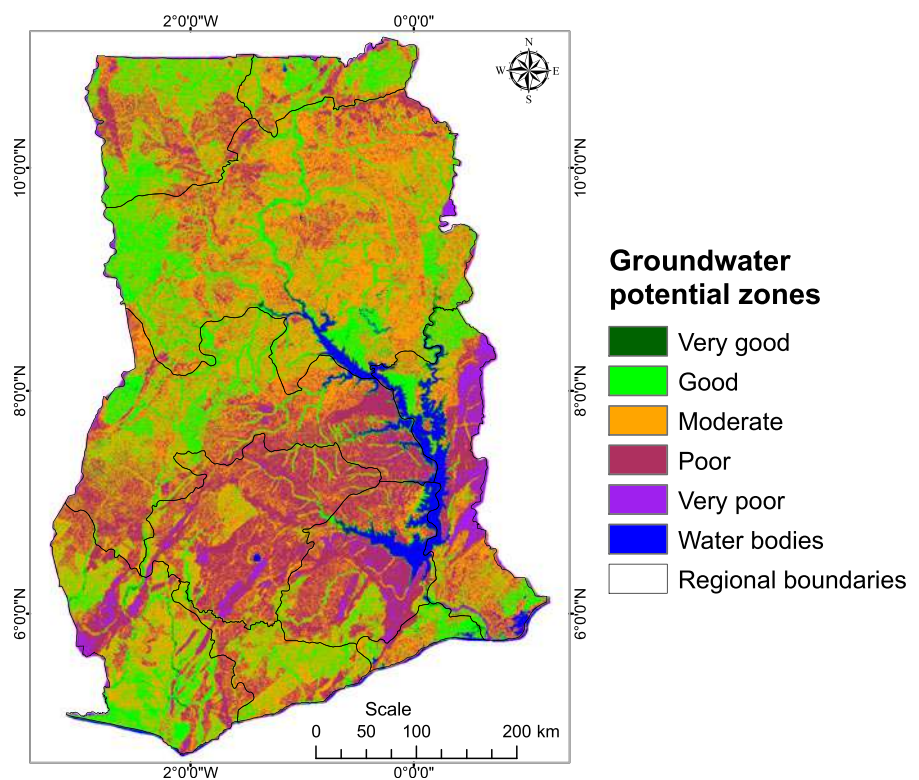 2°0'0"W 0°0'0"
N
W E
S
10°0'0"N 10°0'0"N
8°0'0"N 8°0'0"N
6°0'0"N 6°0'0"N
Groundwater
potential zones
Very good
Good
Moderate
Poor
Very poor
Water bodies
Regional boundaries
Scale
0 50 100 200 km
2°0'0"W 0°0'0"